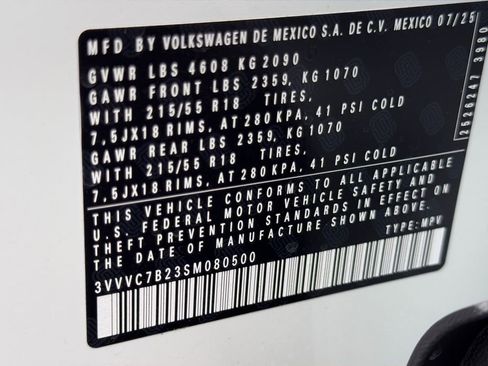 MFD BY VOLKSWAGEN DE MEXICO S.A. DE C.V. MEXICO 07/25
GVWR LBS 4608 KG 2090
GAWR FRONT LBS 2359, KG 1070
WITH 215/55 R18 TIRES,
7,5JX18 RIMS, AT 280 KPA, 41 PSI COLD
GAWR REAR LBS 2359, KG 1070
WITH 215/55 R18 TIRES,
7,5JX18 RIMS, AT 280 KPA, 41 PSI COLD
THIS VEHICLE CONFORMS TO ALL APPLICABLE
U.S. FEDERAL MOTOR VEHICLE SAFETY AND
THEFT PREVENTION STANDARDS IN EFFECT ON
THE DATE OF MANUFACTURE SHOWN ABOVE.
3VVVC7B23SM080500 TYPE: MPV
2526247 3980